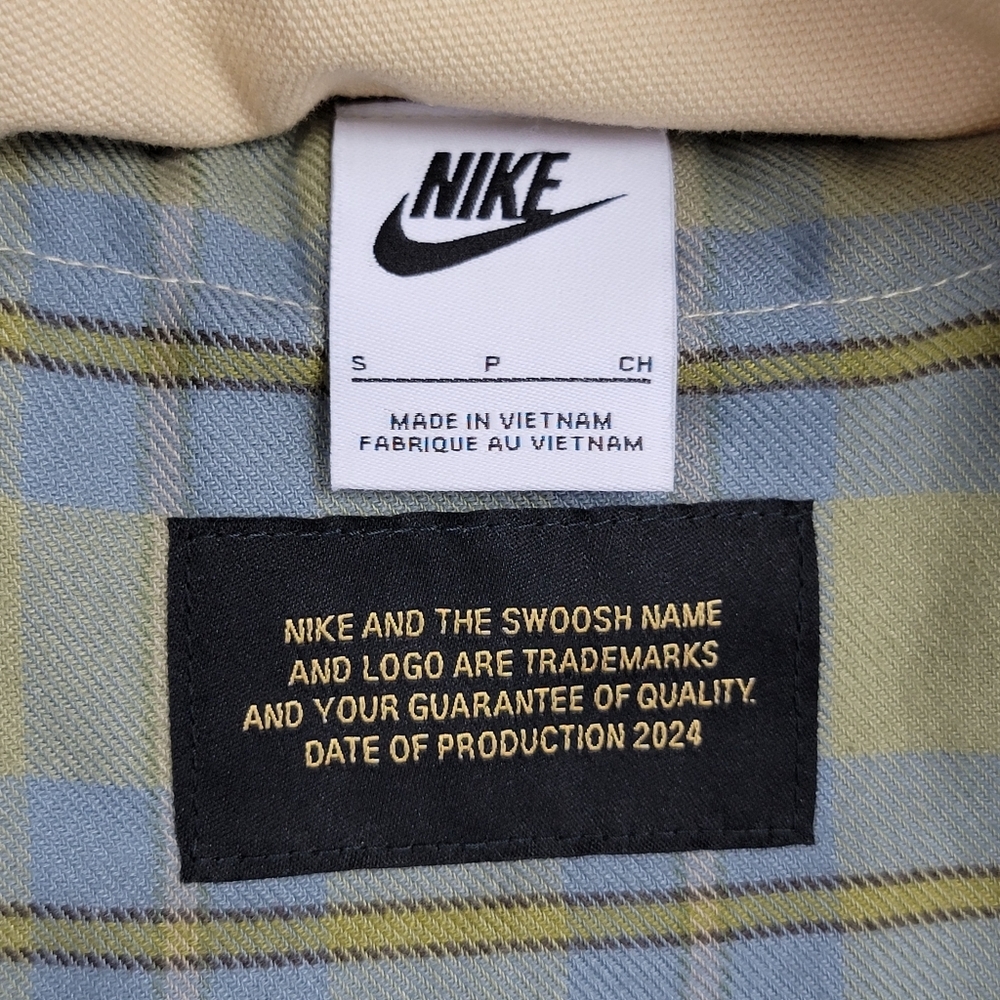 NIKE
S P CH
MADE IN VIETNAM
FABRIQUE AU VIETNAM
NIKE AND THE SWOOSH NAME
AND LOGO ARE TRADEMARKS
AND YOUR GUARANTEE OF QUALITY.
DATE OF PRODUCTION 2024